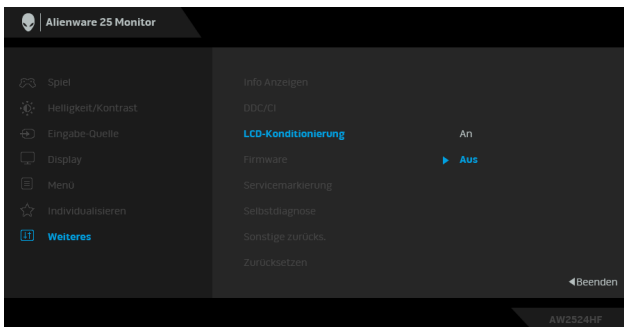 Alienware 25 Monitor
Spiel
Helligkeit/Kontrast
Eingabe-Quelle
Display
Menü
Individualisieren
Weiteres
Info Anzeigen
DDC/CI
LCD-Konditionierung An
Firmware Aus
Servicemarkierung
Selbstdiagnose
Sonstige zurücks.
Zurücksetzen
Beenden
AW2524HF